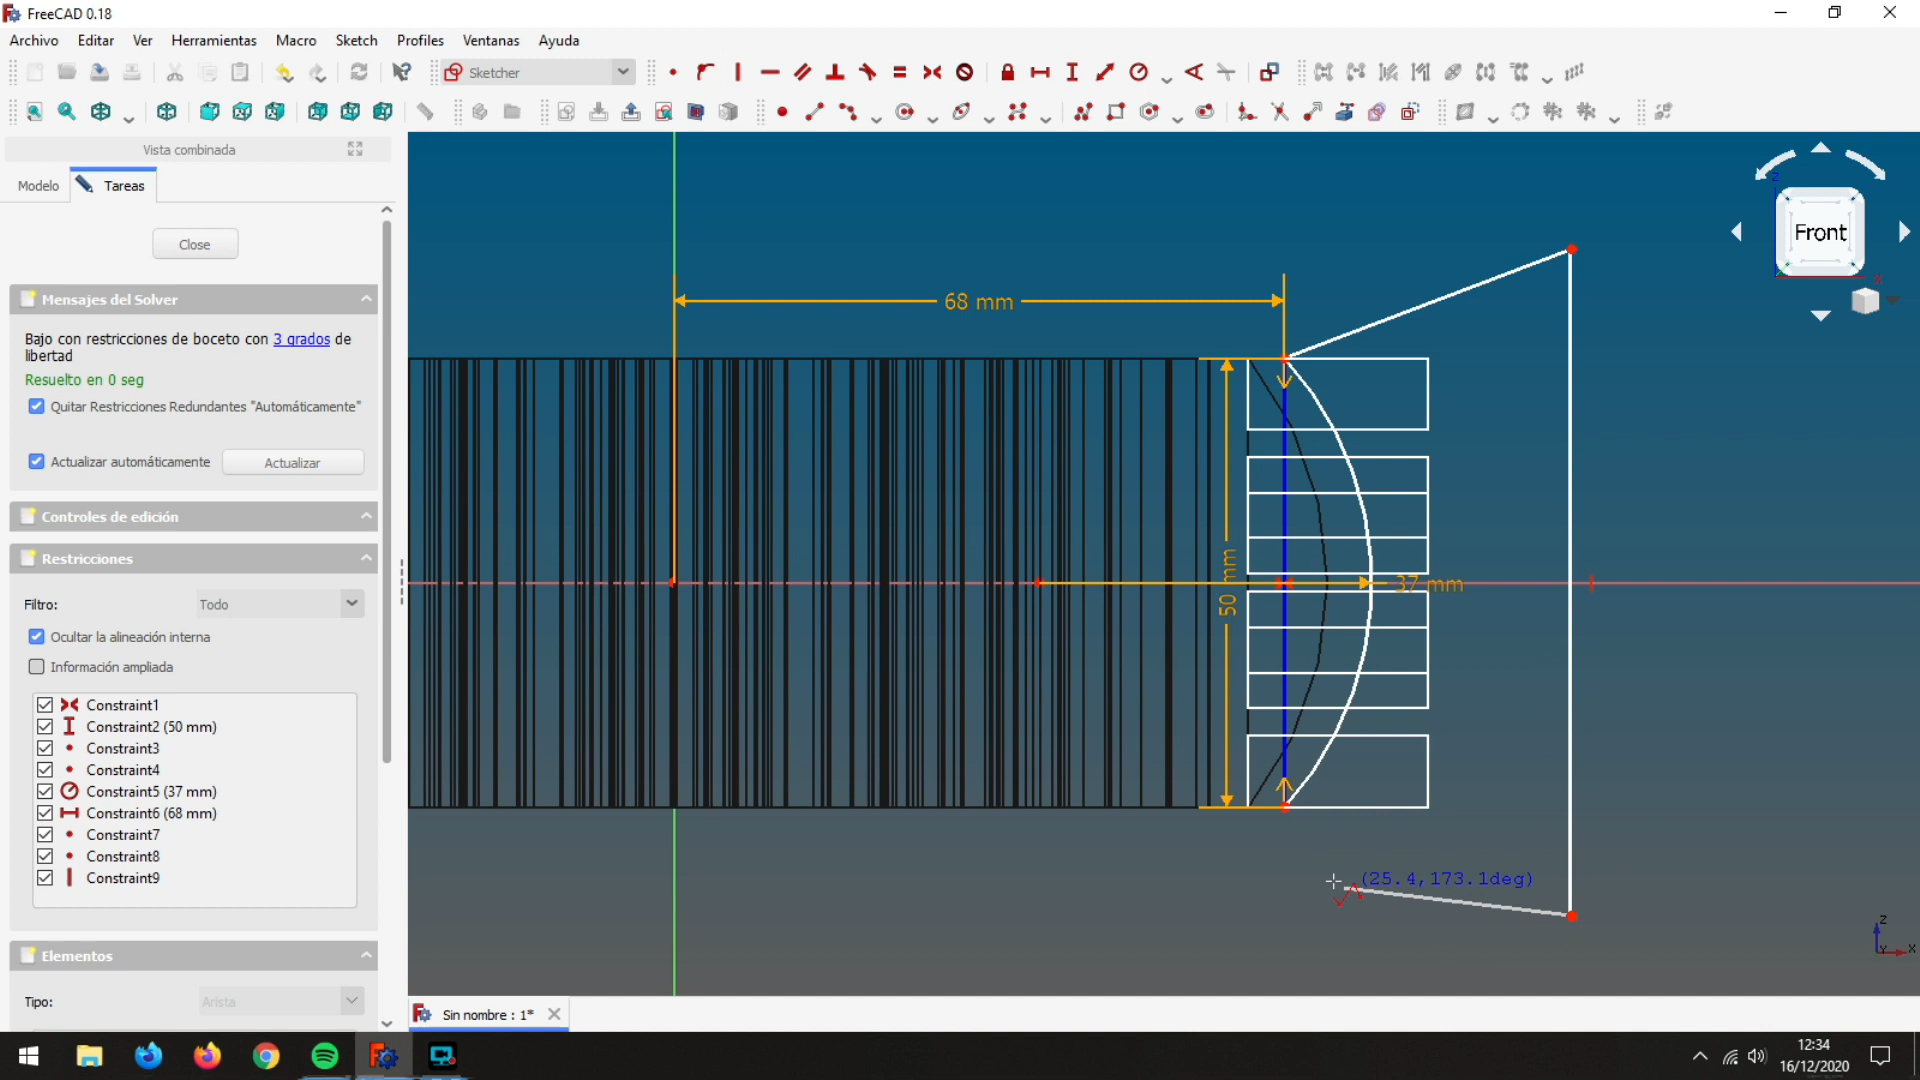 FreeCAD 0.18
Archivo Editar Ver Herramientas Macro Sketch Profiles Ventanas Ayuda
Sketcher
Vista combinada
Modelo Tareas
Close
Mensajes del Solver
Bajo con restricciones de boceto con 3 grados de
libertad
Resuelto en 0 seg
Quitar Restricciones Redundantes "Automáticamente"
Actualizar automáticamente Actualizar
Controles de edición
Restricciones
Filtro: Todo
Ocultar la alineación interna
Información ampliada
Constraint1
Constraint2 (50 mm)
Constraint3
Constraint4
Constraint5 (37 mm)
Constraint6 (68 mm)
Constraint7
Constraint8
Constraint9
Elementos
Tipo: Arista
68 mm
50 mm
37 mm
(25.4,173.1deg)
Front
Z
X
Z
Y
X
Sin nombre : 1*
12:34
16/12/2020